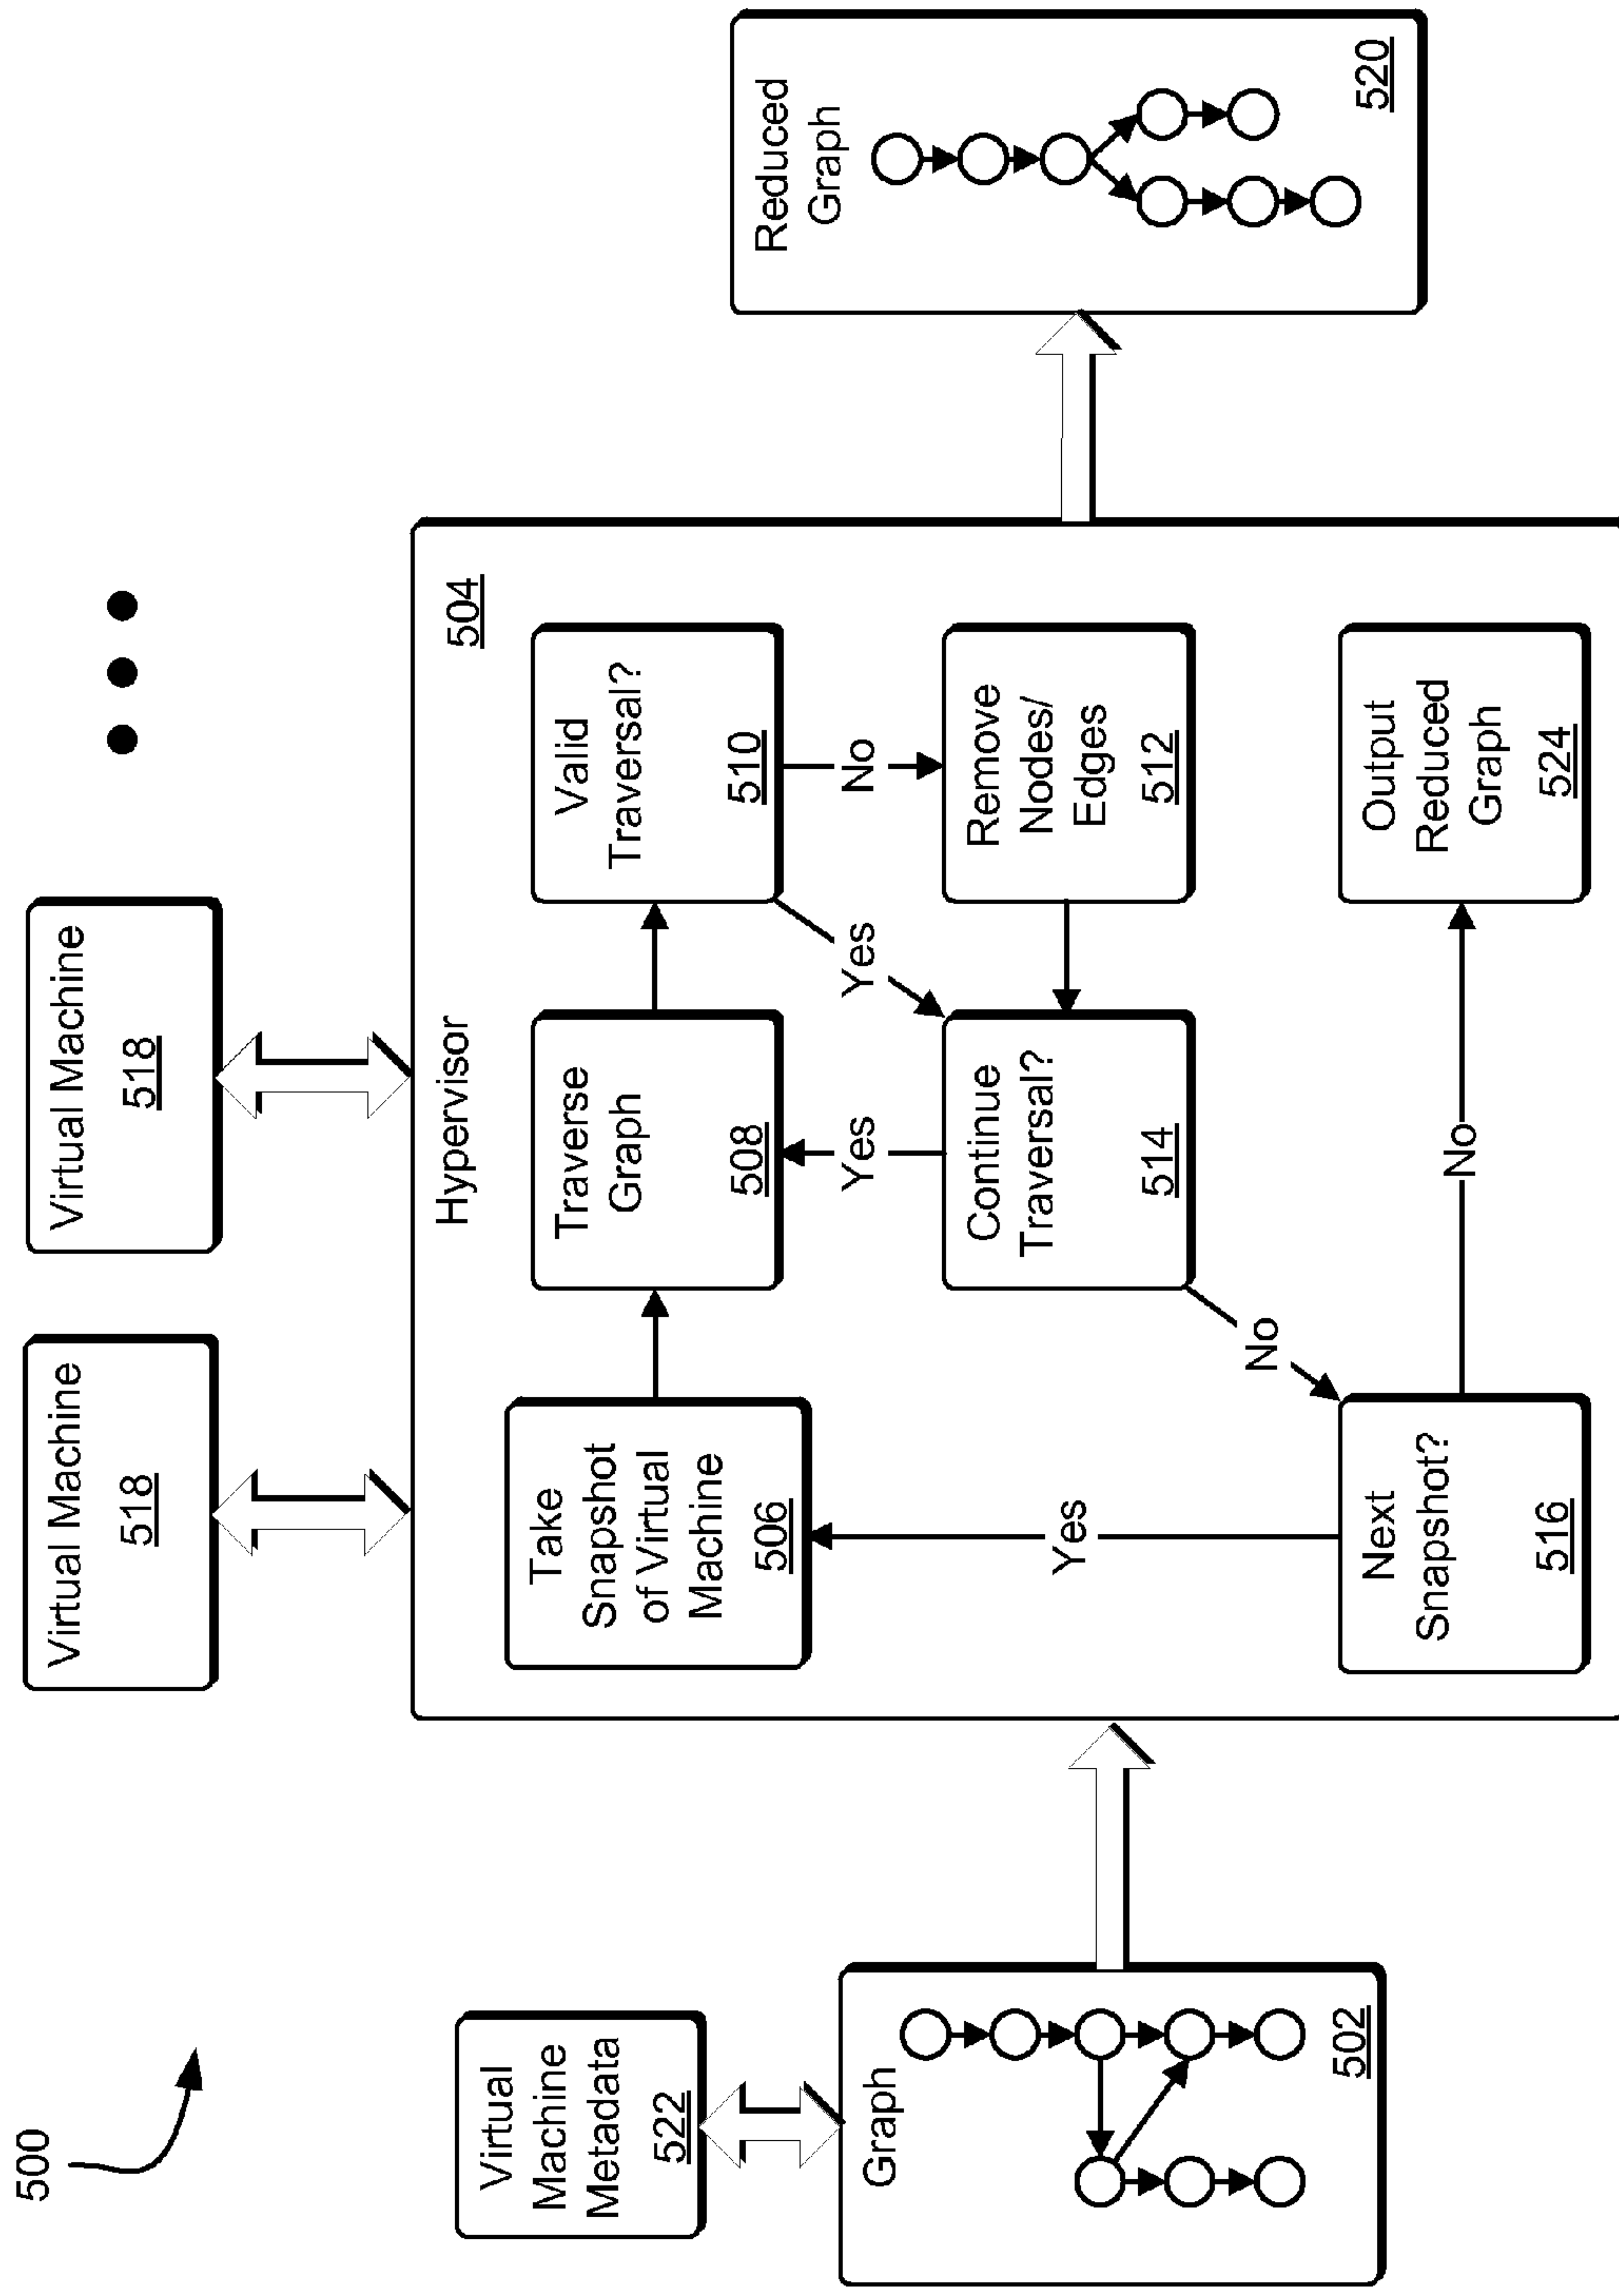 500
Virtual Machine
518
Virtual Machine
518
Virtual
Machine
Metadata
522
Graph
502
Hypervisor
504
Take
Snapshot
of Virtual
Machine
506
Traverse
Graph
508
Valid
Traversal?
510
Yes
Yes
No
Continue
Traversal?
514
Remove
Nodes/
Edges
512
Yes
No
Next
Snapshot?
516
No
Output
Reduced
Graph
524
Reduced
Graph
520